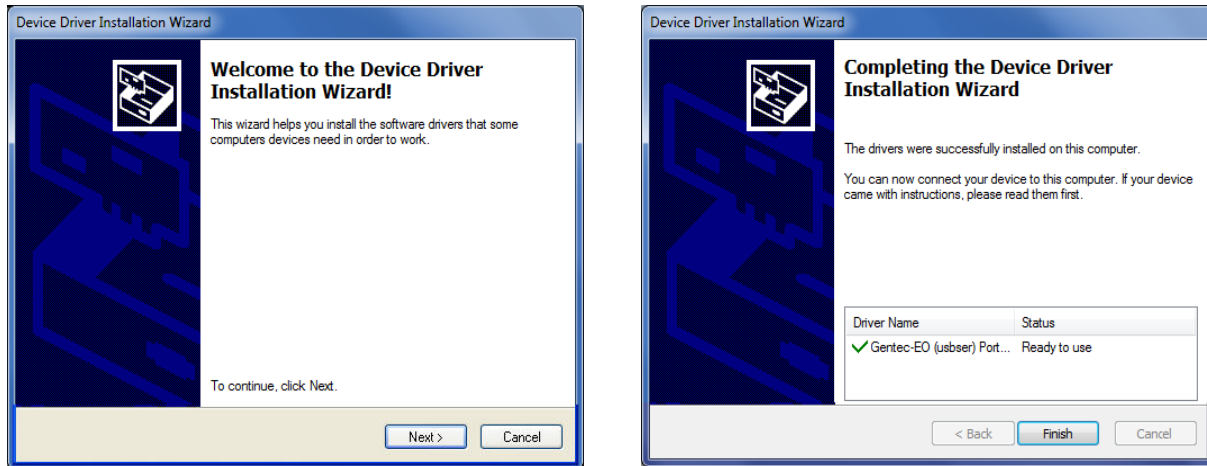 Device Driver Installation Wizard
Welcome to the Device Driver
Installation Wizard!
This wizard helps you install the software drivers that some
computers devices need in order to work.
To continue, click Next.
Next >
Cancel
Device Driver Installation Wizard
Completing the Device Driver
Installation Wizard
The drivers were successfully installed on this computer.
You can now connect your device to this computer. If your device
came with instructions, please read them first.
Driver Name Status
Gentec-EO (usbser) Port... Ready to use
< Back
Finish
Cancel